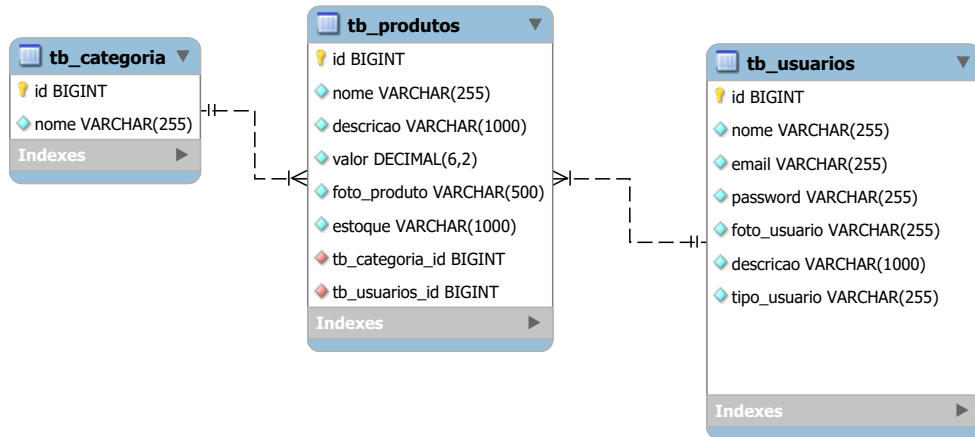 tb_categoria
id BIGINT
nome VARCHAR(255)
Indexes
tb_produtos
id BIGINT
nome VARCHAR(255)
descricao VARCHAR(1000)
valor DECIMAL(6,2)
foto_produto VARCHAR(500)
estoque VARCHAR(1000)
tb_categoria_id BIGINT
tb_usuarios_id BIGINT
Indexes
tb_usuarios
id BIGINT
nome VARCHAR(255)
email VARCHAR(255)
password VARCHAR(255)
foto_usuario VARCHAR(255)
descricao VARCHAR(1000)
tipo_usuario VARCHAR(255)
Indexes